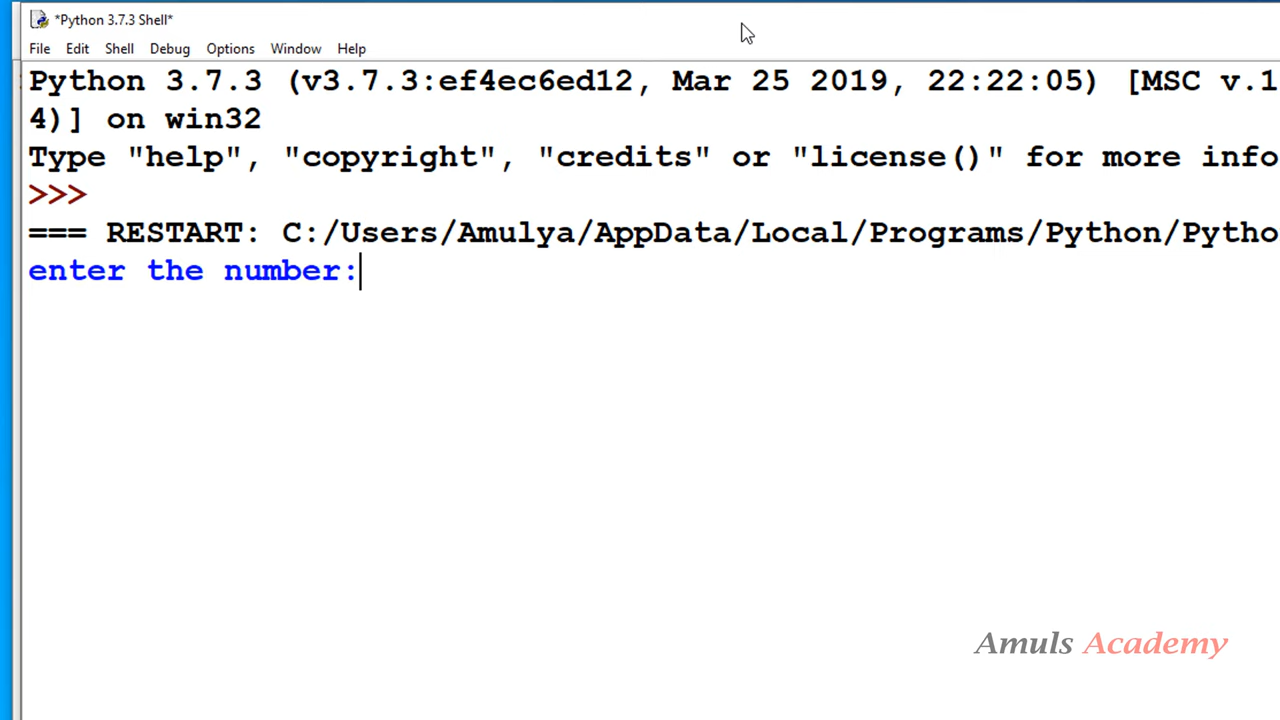 *Python 3.7.3 Shell*
File Edit Shell Debug Options Window Help
Python 3.7.3 (v3.7.3:ef4ec6ed12, Mar 25 2019, 22:22:05) [MSC v.1
4)] on win32
Type "help", "copyright", "credits" or "license()" for more info
>>>
=== RESTART: C:/Users/Amulya/AppData/Local/Programs/Python/Pytho
enter the number:
Amuls Academy